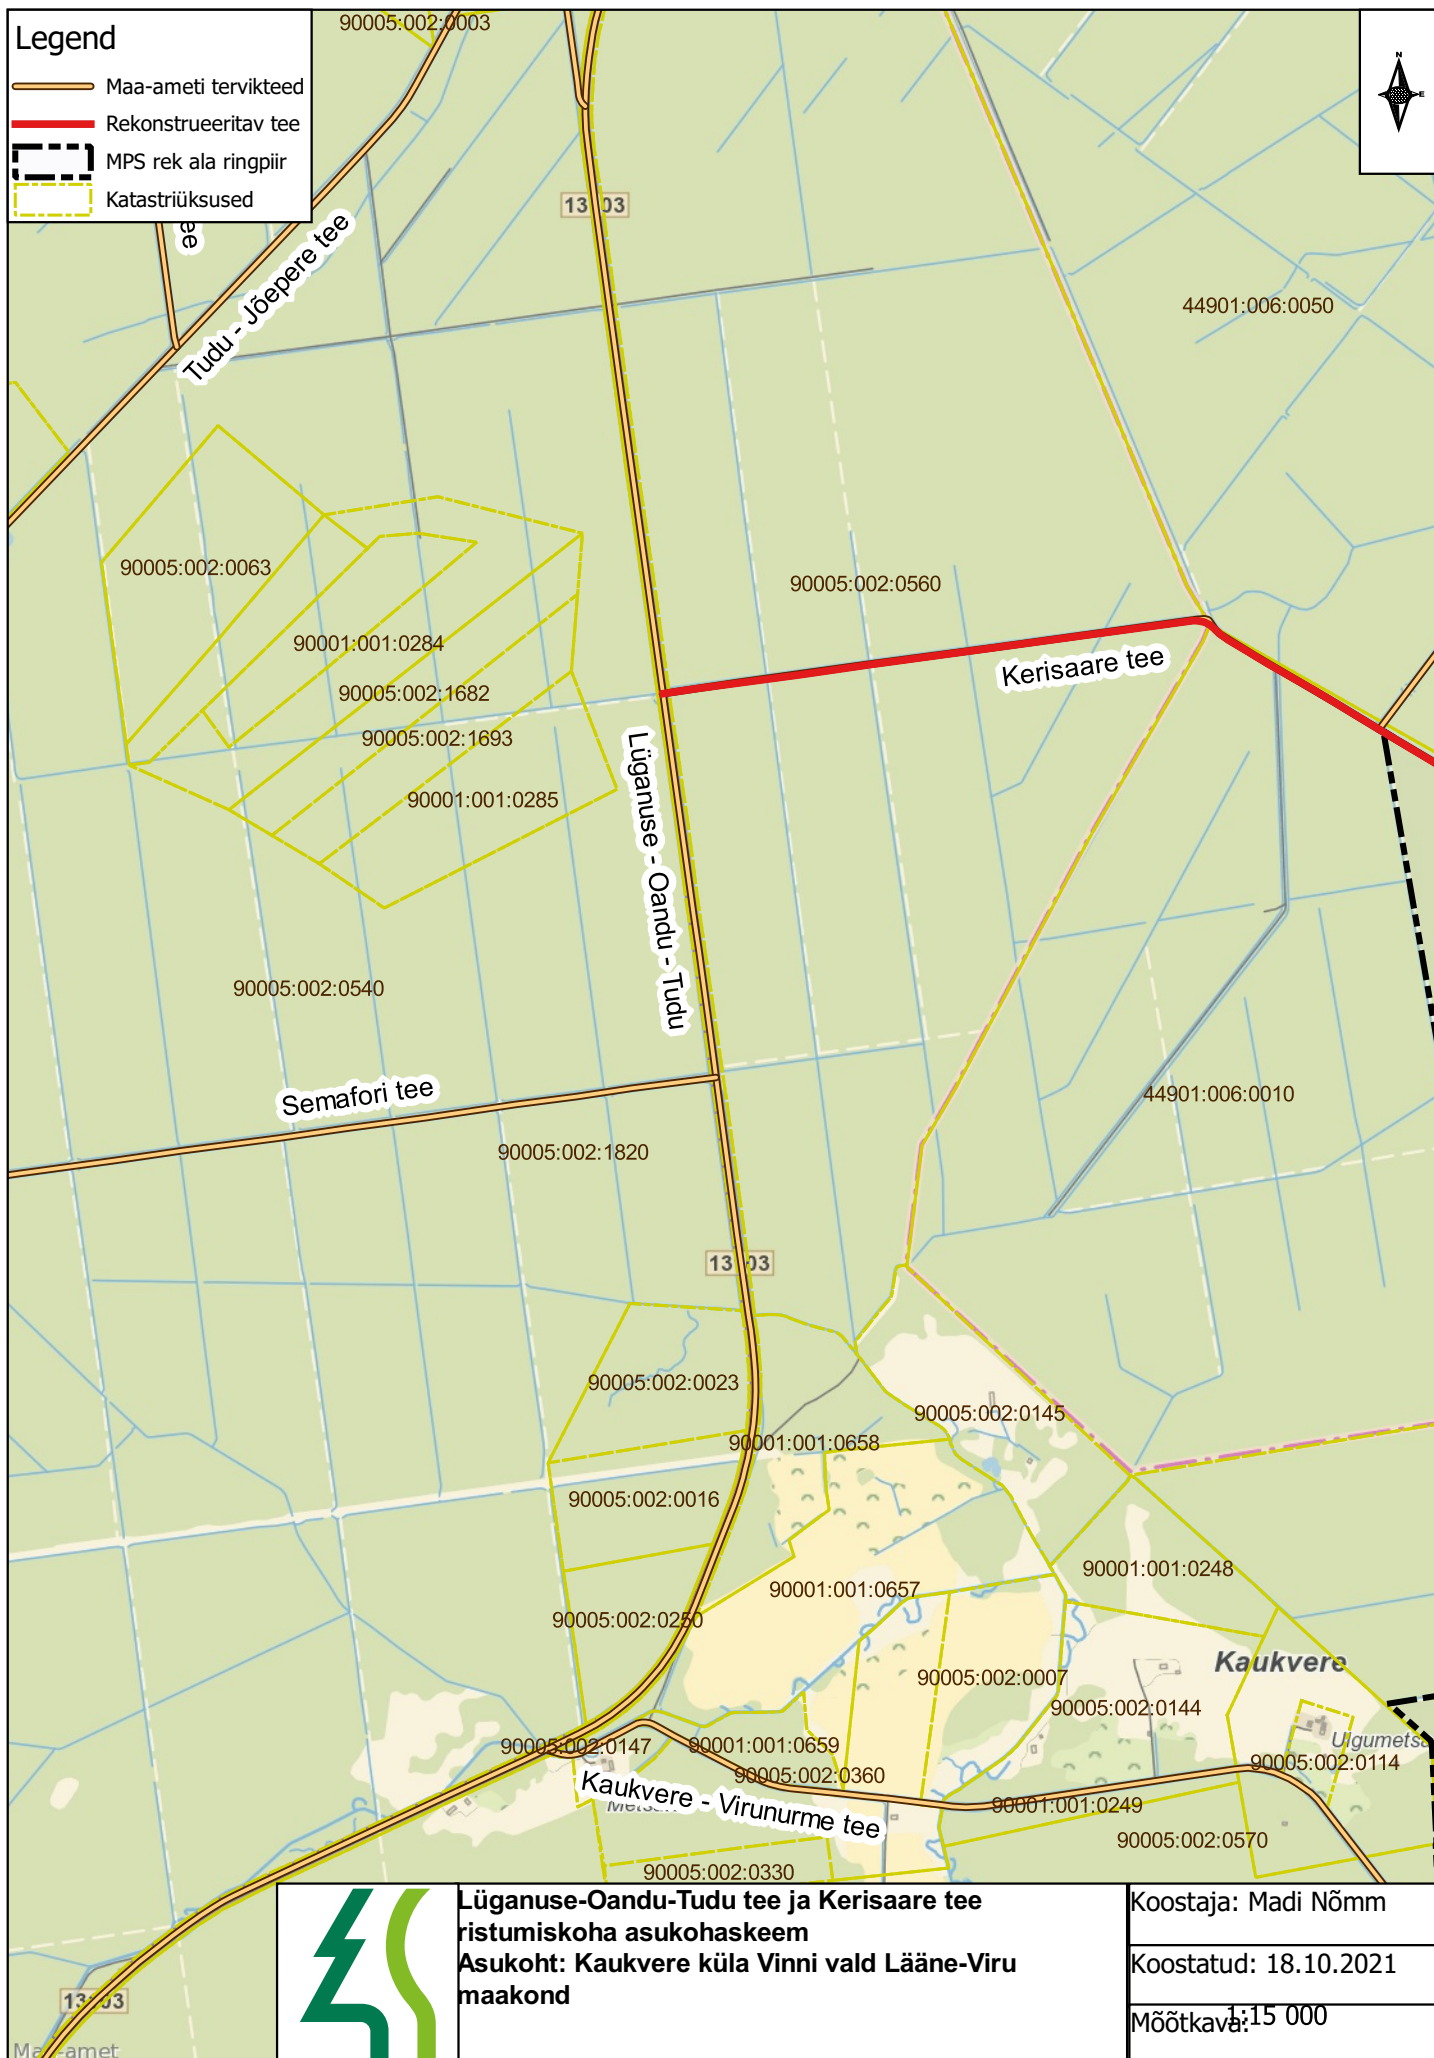 Legend
Maa-ameti tervikteed
Rekonstrueeritav tee
MPS rek ala ringpiir
Katastriüksused
90005:002:0003
N
E
ee
Tudu - Jõepere tee
44901:006:0050
90005:002:0063
90005:002:0560
90001:001:0284
Kerisaare tee
90005:002:1682
90005:002:1693
90001:001:0285
Lüganuse - Oandu - Tudu
90005:002:0540
Semafori tee
44901:006:0010
90005:002:1820
90005:002:0023
90005:002:0145
90001:001:0658
90005:002:0016
90001:001:0248
90001:001:0657
90005:002:0250
Kaukvere
90005:002:0007
90005:002:0144
90005:002:0147
90001:001:0659
90005:002:0114
90005:002:0360
Kaukvere - Virunurme tee
90001:001:0249
90005:002:0570
90005:002:0330
Lüganuse-Oandu-Tudu tee ja Kerisaare tee
ristumiskoha asukohaskeem
Asukoht: Kaukvere küla Vinni vald Lääne-Viru
maakond
Koostaja: Madi Nõmm
Koostatud: 18.10.2021
Mõõtkava: 1:15 000